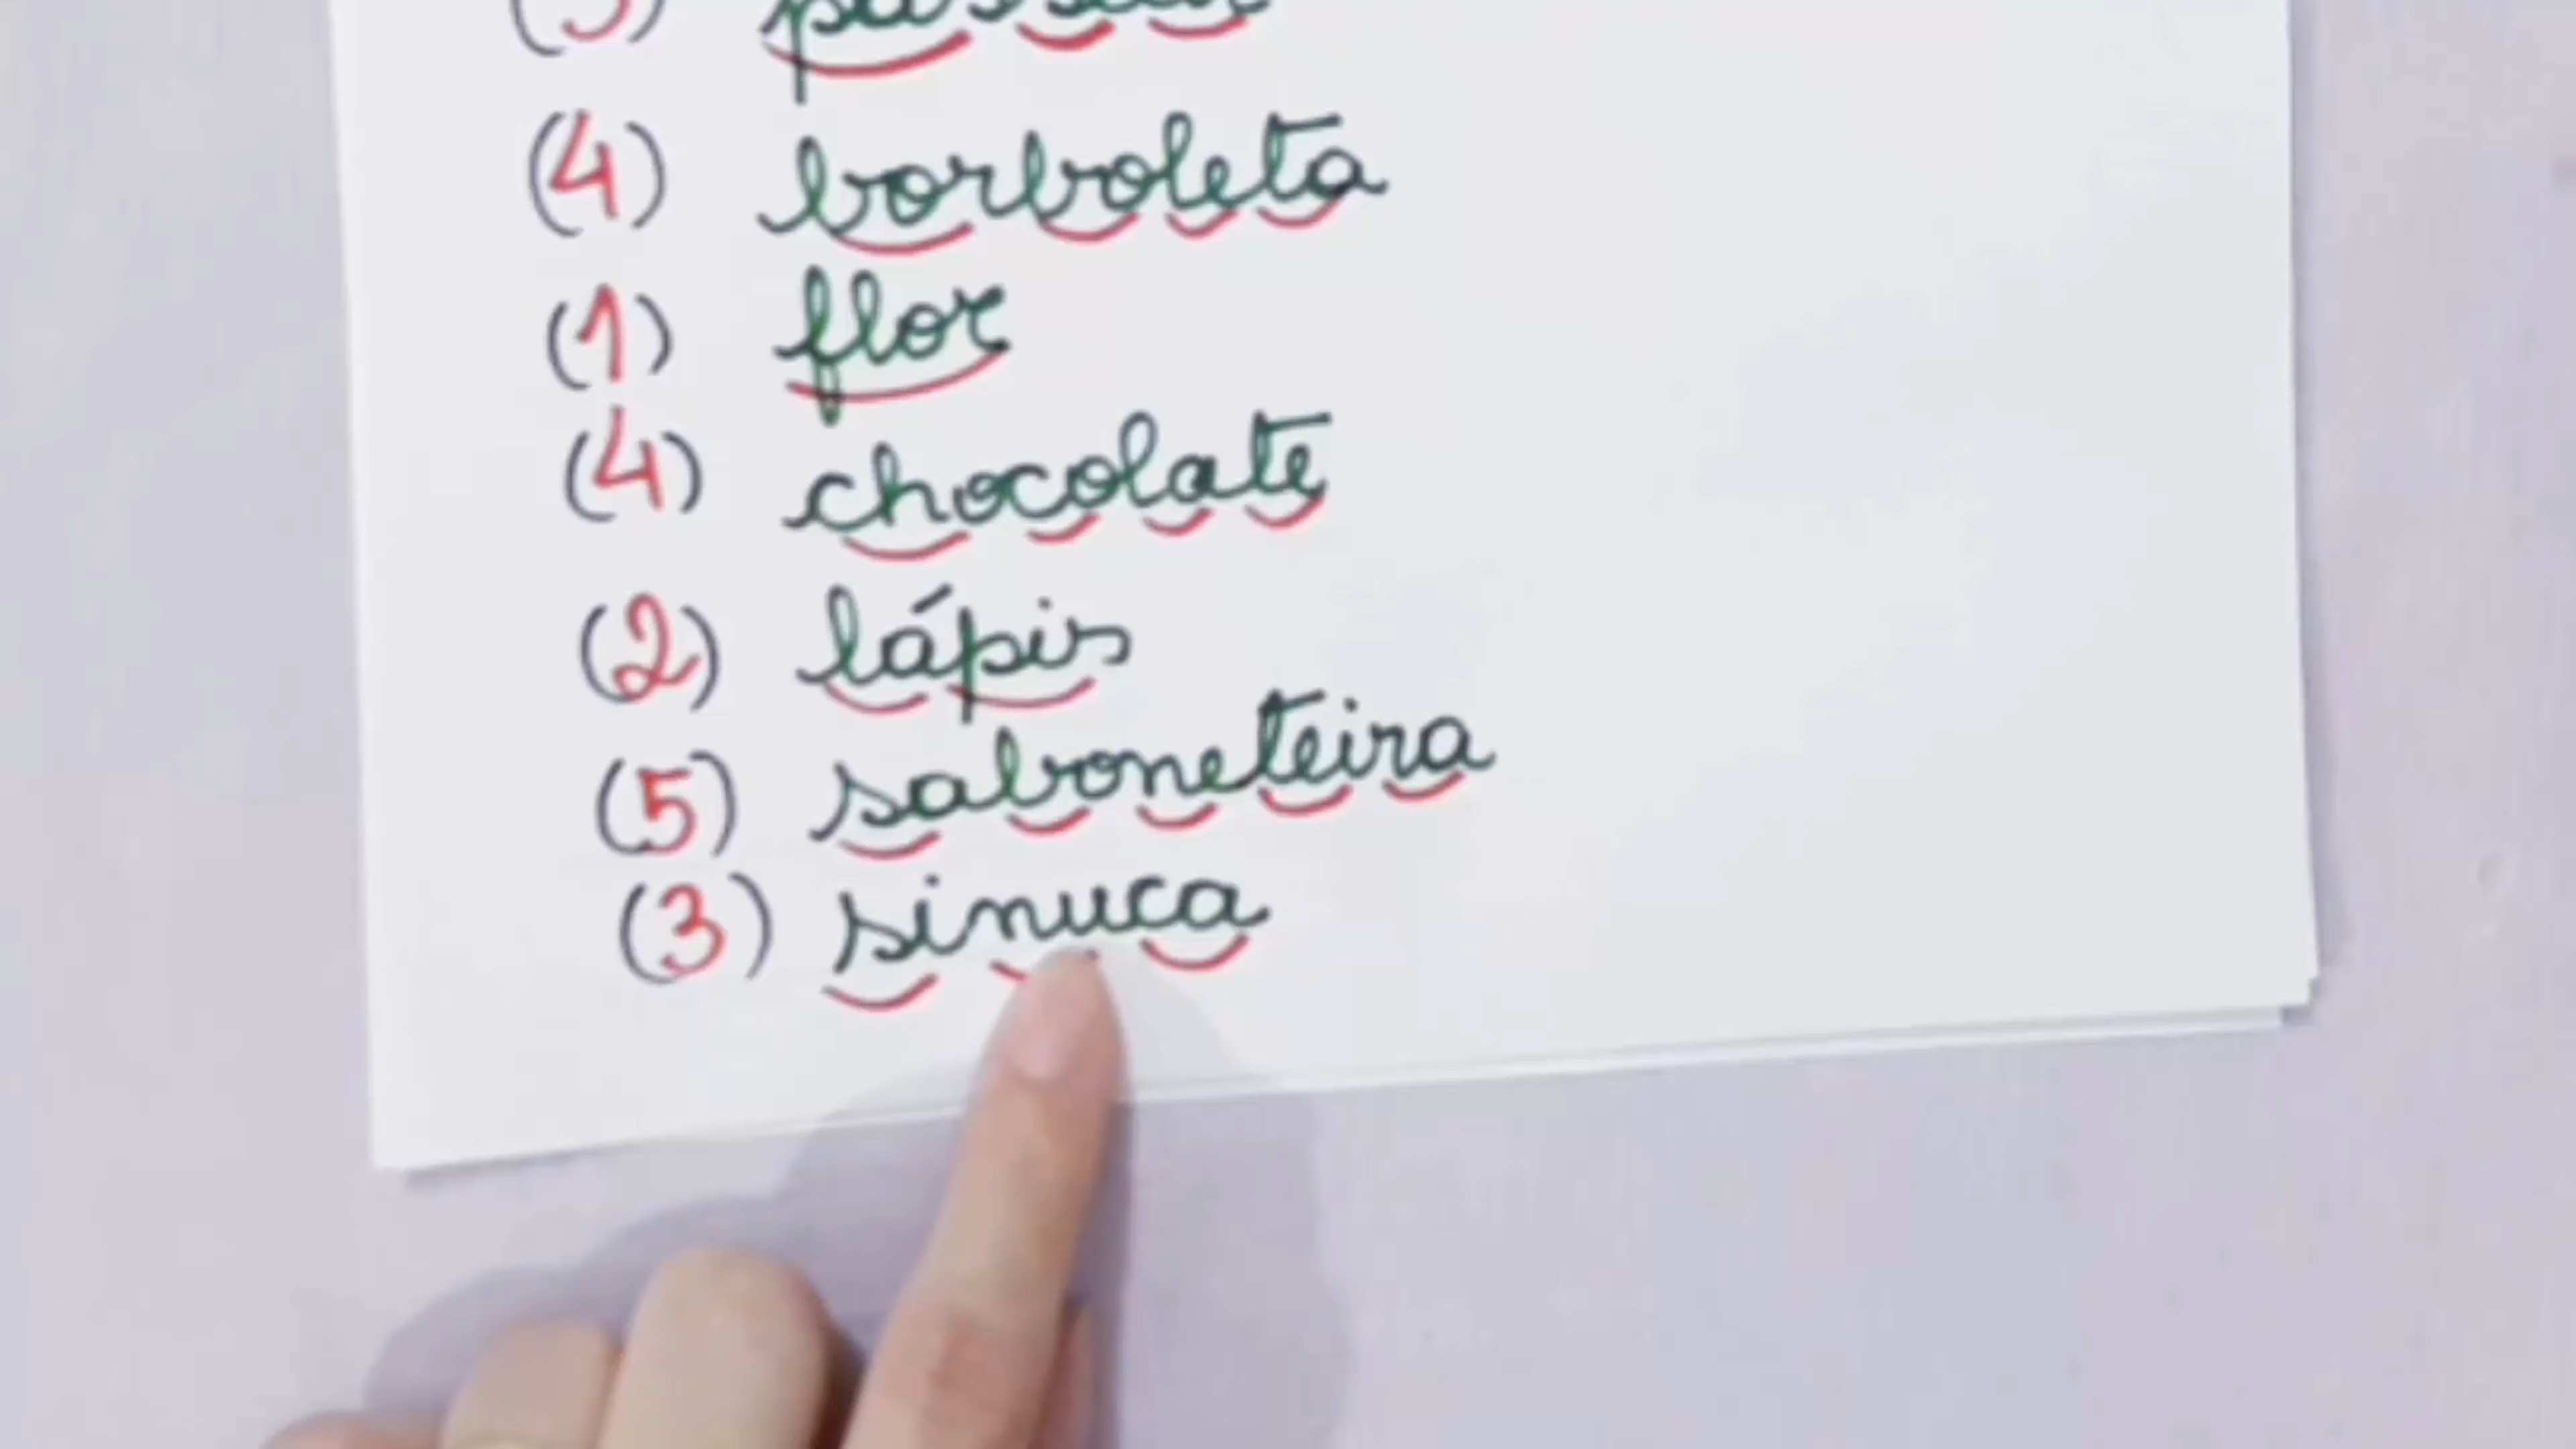 (4) borboleta
(1) flor
(4) chocolate
(2) lápis
(5) saboneteira
(3) sinuca